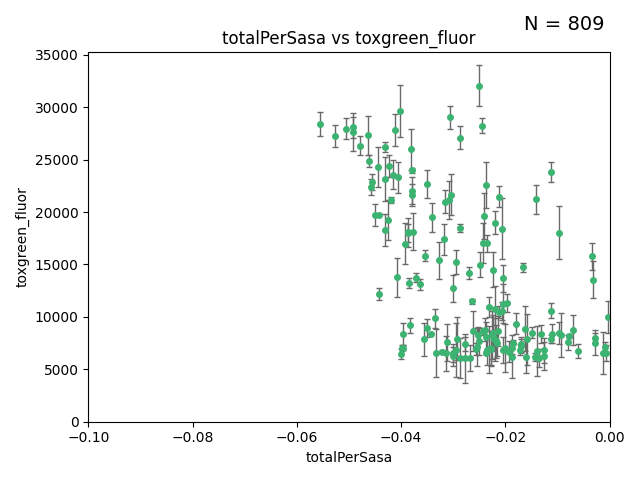 N = 809
totalPerSasa vs toxgreen_fluor
35000
30000
25000
20000
15000
10000
5000
0
toxgreen_fluor
−0.10 −0.08 −0.06 −0.04 −0.02 0.00
totalPerSasa